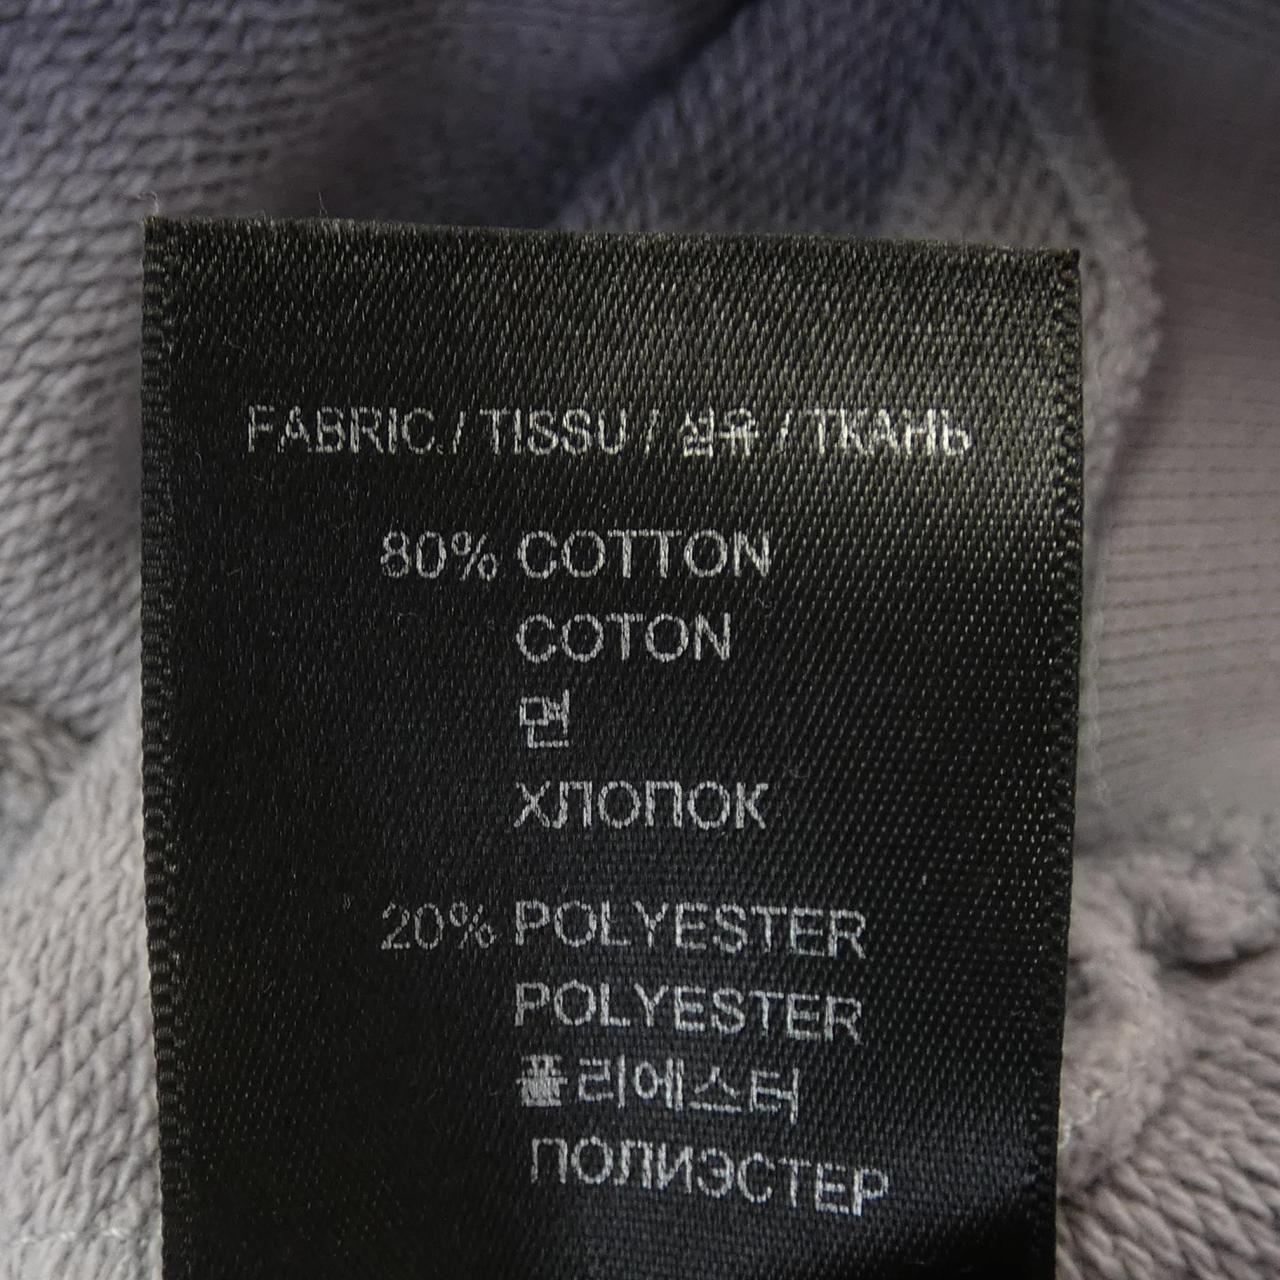 FABRIC / TISSU / 섬유 / ТКАНЬ
80% COTTON
COTON
면
ХЛОПОК
20% POLYESTER
POLYESTER
폴리에스터
ПОЛИЭСТЕР